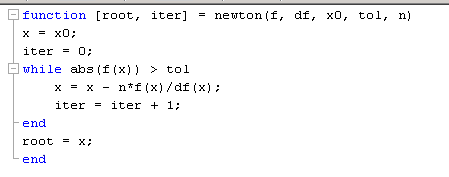 function [root, iter] = newton(f, df, x0, tol, n)
x = x0;
iter = 0;
while abs(f(x)) > tol
    x = x - n*f(x)/df(x);
    iter = iter + 1;
end
root = x;
end